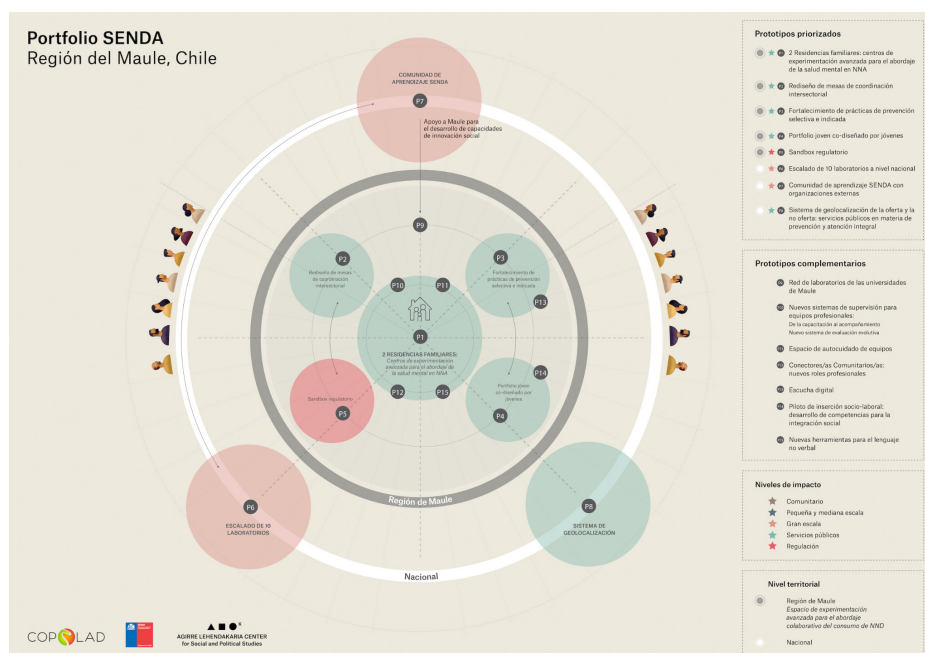 Portfolio SENDA
Región del Maule, Chile
COMUNIDAD DE
APRENDIZAJE SENDA
P7
Apoyo a Maule para
el desarrollo de capacidades
de innovación social
P9
P2
Rediseño de mesas
de coordinación
intersectorial
P3
Fortalecimiento de
prácticas de prevención
selectiva e indicada
P13
P10
P11
P1
2 RESIDENCIAS FAMILIARES:
Centros de experimentación
avanzada para el abordaje de
la salud mental en NNA
P12
P15
Sandbox regulatorio
P5
P14
Portfolio joven
co-diseñado por
jóvenes
P4
P6
ESCALADO DE 10
LABORATORIOS
P8
SISTEMA DE
GEOLOCALIZACIÓN
Región de Maule
Nacional
COPOLAD
AGIRRE LEHENDAKARIA CENTER
for Social and Political Studies
Prototipos priorizados
2 Residencias familiares: centros de
experimentación avanzada para el abordaje
de la salud mental en NNA
Rediseño de mesas de coordinación
intersectorial
Fortalecimiento de prácticas de prevención
selectiva e indicada
Portfolio joven co-diseñado por jóvenes
Sandbox regulatorio
Escalado de 10 laboratorios a nivel nacional
Comunidad de aprendizaje SENDA con
organizaciones externas
Sistema de geolocalización de la oferta y la
no oferta: servicios públicos en materia de
prevención y atención integral
Prototipos complementarios
Red de laboratorios de las universidades
de Maule
Nuevos sistemas de supervisión para
equipos profesionales:
De la capacitación al acompañamiento
Nuevo sistema de evaluación evolutiva
Espacio de autocuidado de equipos
Conectores/as Comunitarios/as:
nuevos roles profesionales
Escucha digital
Piloto de inserción socio-laboral:
desarrollo de competencias para la
integración social
Nuevas herramientas para el lenguaje
no verbal
Niveles de impacto
Comunitario
Pequeña y mediana escala
Gran escala
Servicios públicos
Regulación
Nivel territorial
Región de Maule
Espacio de experimentación
avanzada para el abordaje
colaborativo del consumo de NND
Nacional